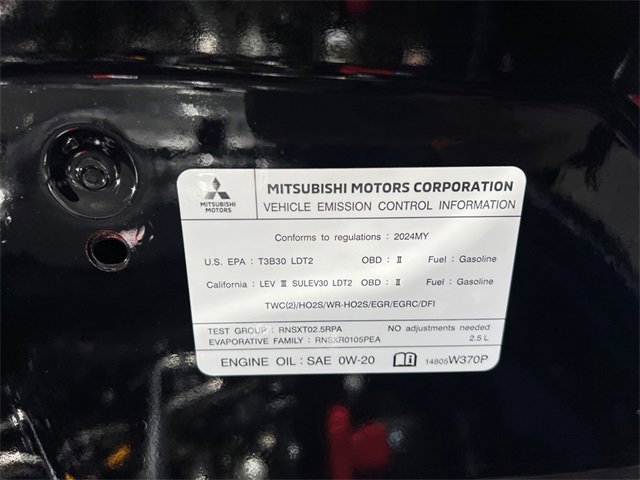 MITSUBISHI MOTORS
MITSUBISHI MOTORS CORPORATION
VEHICLE EMISSION CONTROL INFORMATION
Conforms to regulations : 2024MY
U.S. EPA : T3B30 LDT2 OBD : Ⅱ Fuel : Gasoline
California : LEV Ⅲ SULEV30 LDT2 OBD : Ⅱ Fuel : Gasoline
TWC(2)/HO2S/WR-HO2S/EGR/EGRC/DFI
TEST GROUP : RNSXT02.5RPA NO adjustments needed
EVAPORATIVE FAMILY : RNSXR0105PEA 2.5 L
ENGINE OIL : SAE 0W-20 14805W370P